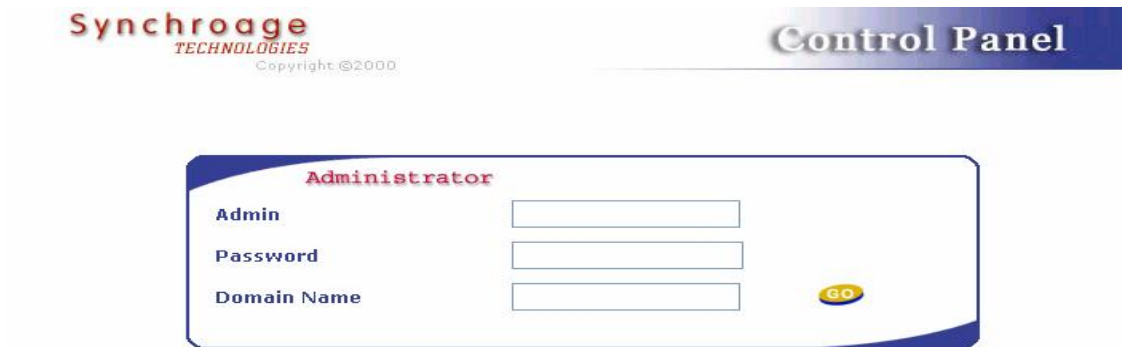 Synchroage
TECHNOLOGIES
Copyright ©2000
Control Panel
Administrator
Admin
Password
Domain Name
GO